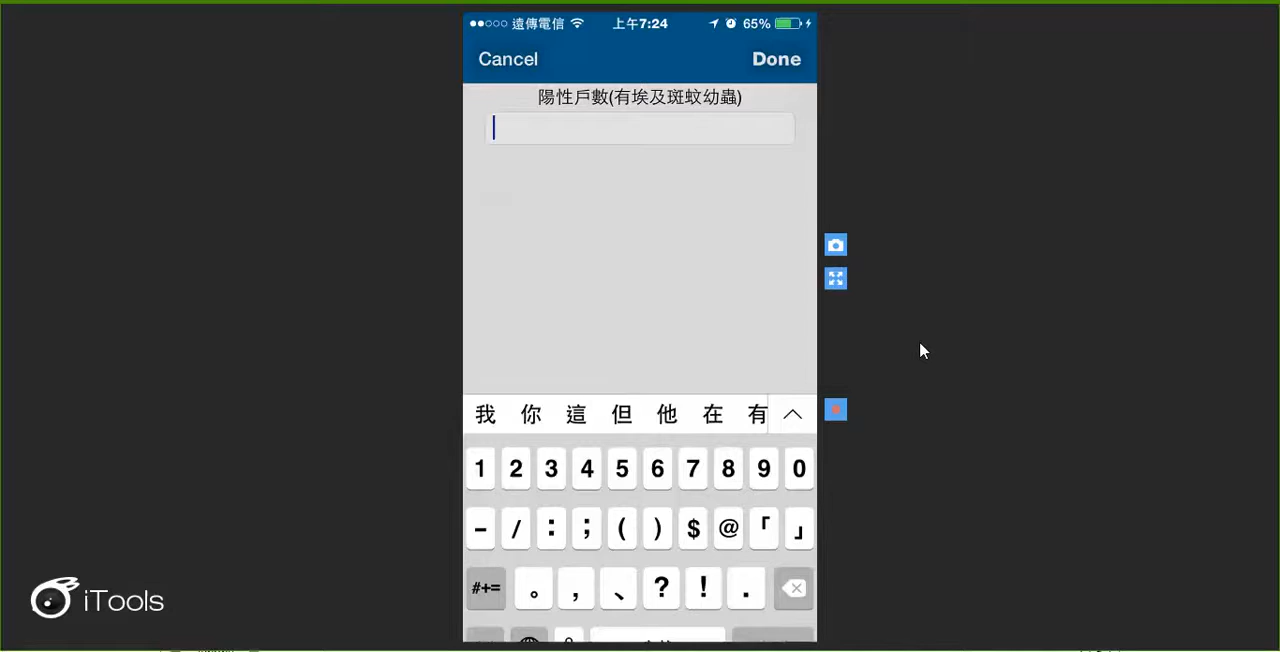 遠傳電信 上午7:24 65%
Cancel Done
陽性戶數(有埃及斑蚊幼蟲)
我 你 這 但 他 在 有
1 2 3 4 5 6 7 8 9 0
- / : ; ( ) $ @ 「 」
#+= 。 , 、 ? ! .
iTools